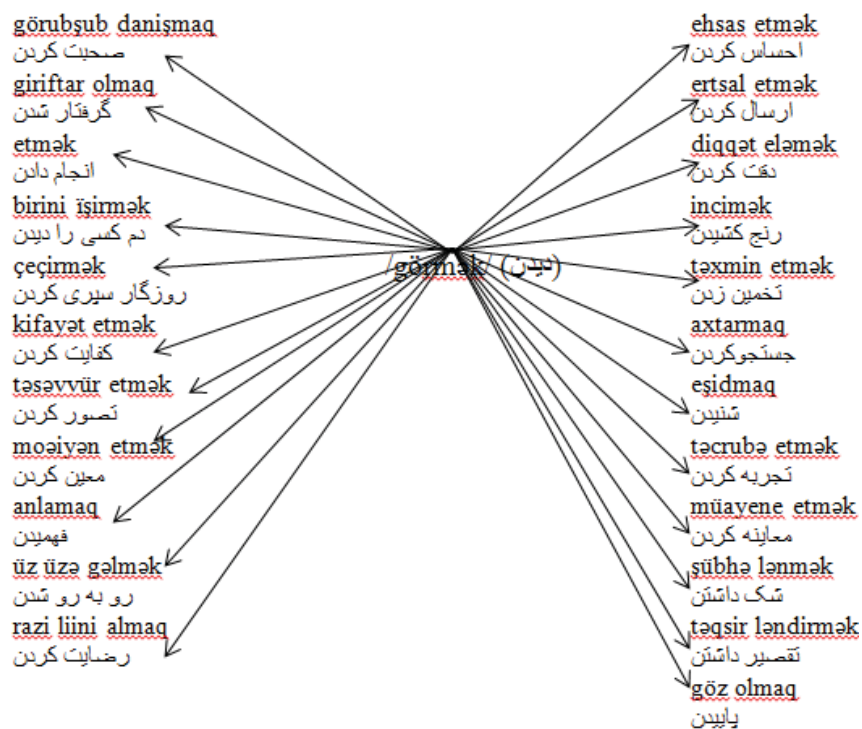 görubşub danişmaq
صحبت کردن
giriftar olmaq
گرفتار شدن
etmək
انجام دادن
birini ïşirmək
دم کسی را دیدن
çeçirmək
روزگار سپری کردن
kifayət etmək
کفایت کردن
təsəvvür etmək
تصور کردن
moəiyən etmək
معین کردن
anlamaq
فهمیدن
üz üzə gəlmək
رو به رو شدن
razi liini almaq
رضایت کردن
/görmək/ (دیدن)
ehsas etmək
احساس کردن
ertsal etmək
ارسال کردن
diqqət eləmək
دقت کردن
incimək
رنج کشیدن
təxmin etmək
تخمین زدن
axtarmaq
جستجوکردن
eşidmaq
شنیدن
təcrubə etmək
تجربه کردن
müayene etmək
معاینه کردن
şübhə lənmək
شک داشتن
təqsir ləndirmək
تقصیر داشتن
göz olmaq
پاییدن